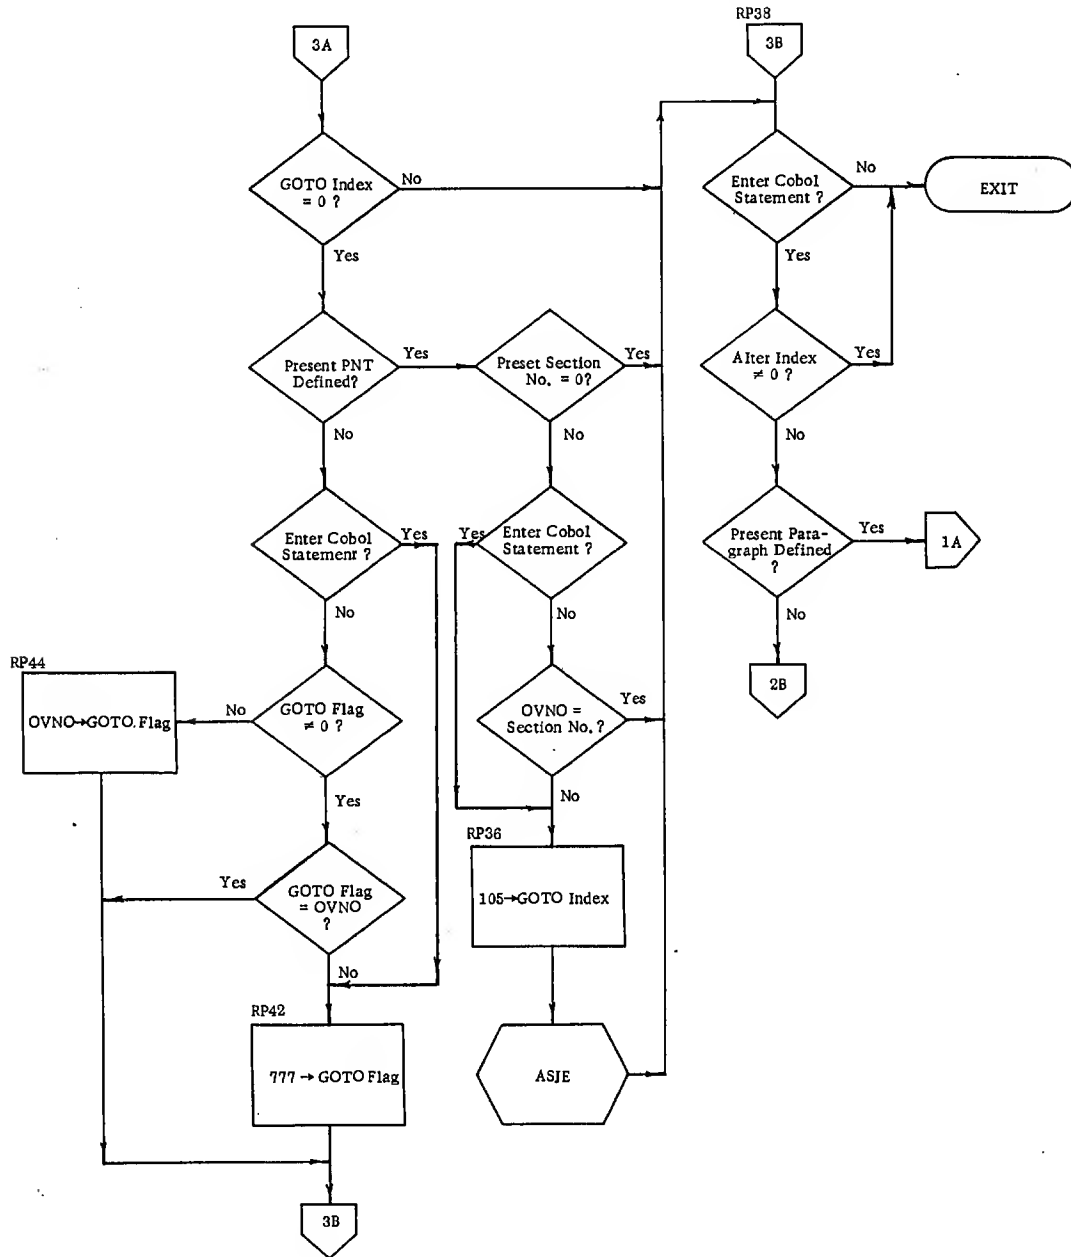 3A
GOTO Index
= 0 ?
No
Yes
Present PNT
Defined?
Yes
No
Enter Cobol
Statemenr ?
Yes
No
GOTO Flag
≠ 0 ?
No
Yes
RP44
OVNO→GOTO. Flag
GOTO Flag
= OVNO
?
Yes
No
RP42
777 → GOTO Flag
3B
Preset Section
No. = 0?
Yes
No
Enter Cobol
Statement ?
Yes
No
OVNO =
Section No. ?
Yes
No
RP36
105→GOTO Index
ASJE
RP38
3B
Enter Cobol
Statement ?
No
EXIT
Yes
Alter Index
≠ 0 ?
Yes
No
Present Para-
graph Defined
?
Yes
1A
No
2B